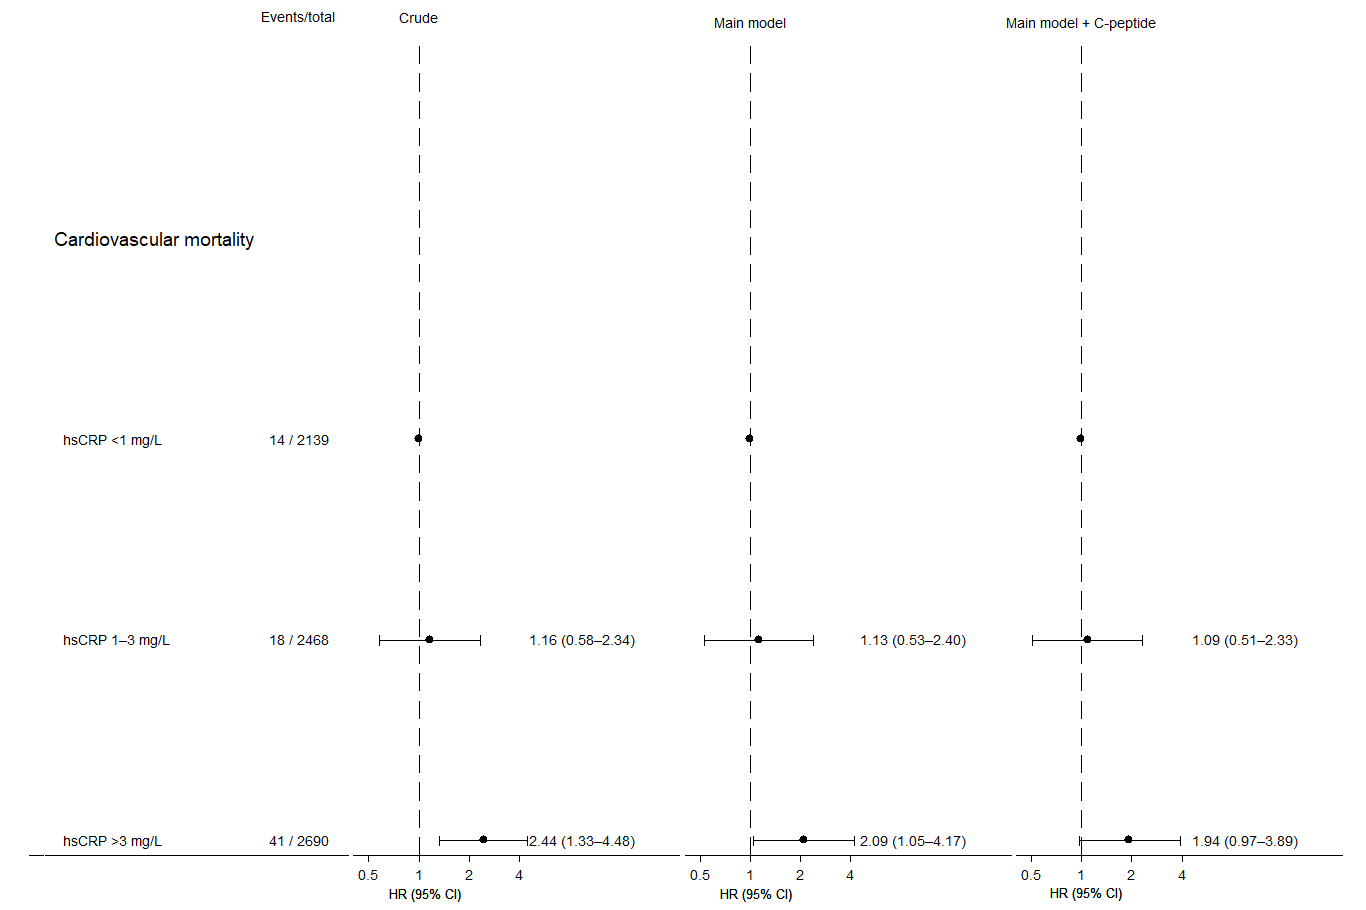 Events/total Crude Main model Main model + C-peptide
Cardiovascular mortality
hsCRP <1 mg/L 14 / 2139
hsCRP 1–3 mg/L 18 / 2468 1.16 (0.58–2.34) 1.13 (0.53–2.40) 1.09 (0.51–2.33)
hsCRP >3 mg/L 41 / 2690 2.44 (1.33–4.48) 2.09 (1.05–4.17) 1.94 (0.97–3.89)
0.5 1 2 4 0.5 1 2 4 0.5 1 2 4
HR (95% CI) HR (95% CI) HR (95% CI)